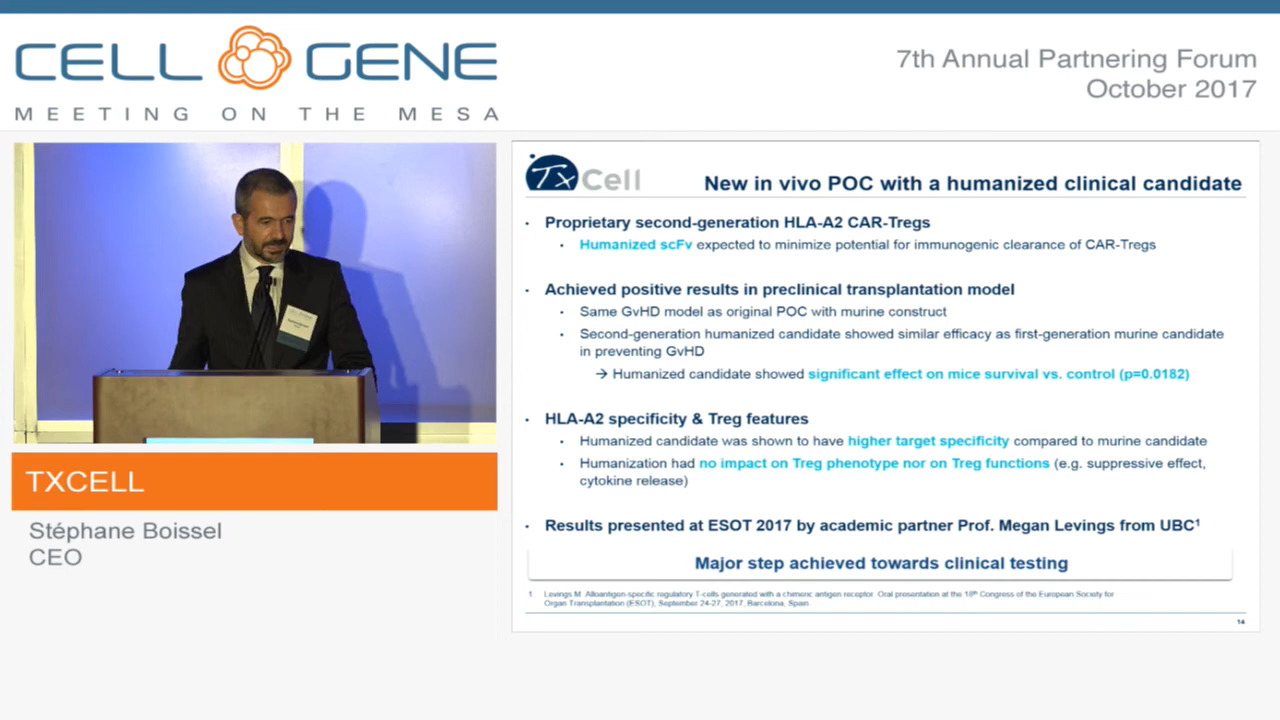 CELL GENE
MEETING ON THE MESA
7th Annual Partnering Forum
October 2017
TxCell
New in vivo POC with a humanized clinical candidate
• Proprietary second-generation HLA-A2 CAR-Tregs
• Humanized scFv expected to minimize potential for immunogenic clearance of CAR-Tregs
• Achieved positive results in preclinical transplantation model
• Same GvHD model as original POC with murine construct
• Second-generation humanized candidate showed similar efficacy as first-generation murine candidate
in preventing GvHD
→ Humanized candidate showed significant effect on mice survival vs. control (p=0.0182)
• HLA-A2 specificity & Treg features
• Humanized candidate was shown to have higher target specificity compared to murine candidate
• Humanization had no impact on Treg phenotype nor on Treg functions (e.g. suppressive effect,
cytokine release)
• Results presented at ESOT 2017 by academic partner Prof. Megan Levings from UBC¹
Major step achieved towards clinical testing
1 Levings M. Alloantigen-specific regulatory T-cells generated with a chimeric antigen receptor. Oral presentation at the 18th Congress of the European Society for
Organ Transplantation (ESOT), September 24-27, 2017, Barcelona, Spain
14
TXCELL
Stéphane Boissel
CEO